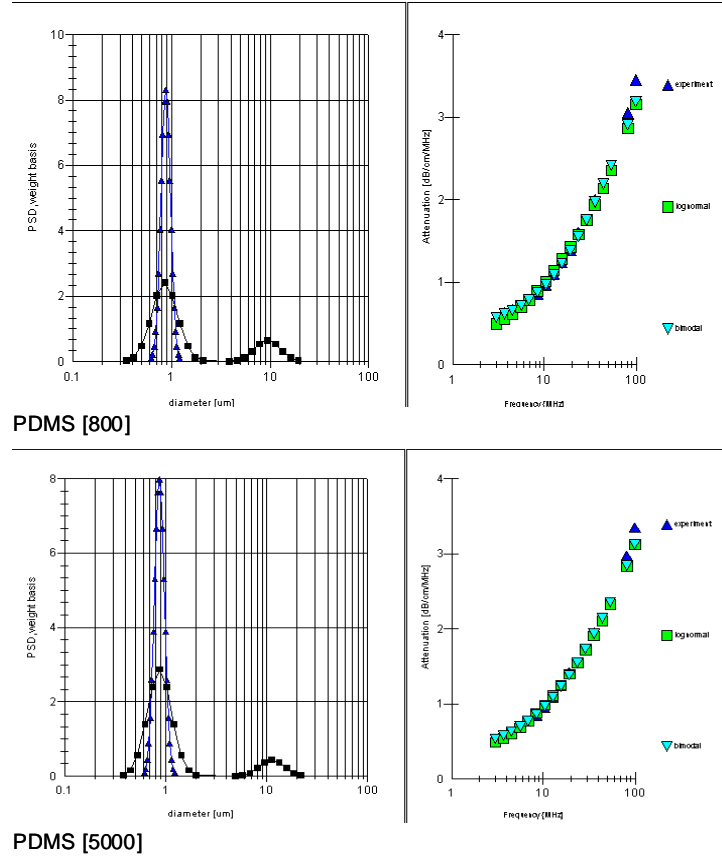 10
8
6
4
2
0
PSD,weight basis
0.1 1 10 100
diameter [um]
4
3
2
1
0
Attenuation [dB/cm/MHz]
1 10 100
Frequency [MHz]
experiment
lognormal
bimodal
PDMS [800]
8
6
4
2
0
PSD,weight basis
0.1 1 10 100
diameter [um]
4
3
2
1
0
Attenuation [dB/cm/MHz]
1 10 100
Frequency [MHz]
experiment
lognormal
bimodal
PDMS [5000]